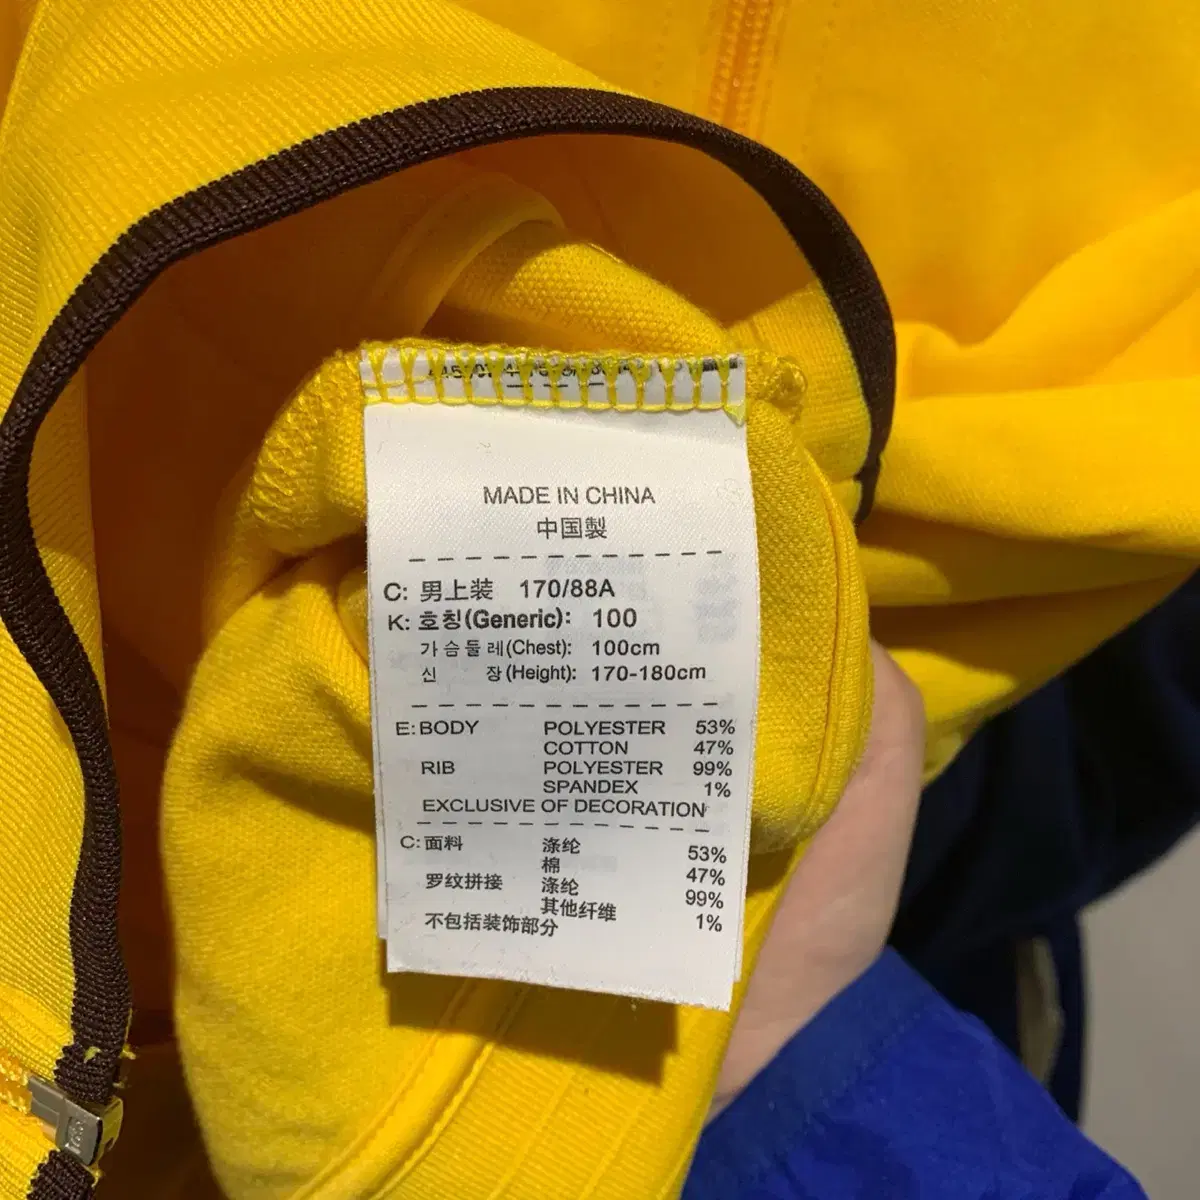 MADE IN CHINA
中国製
C: 男上装 170/88A
K: 호칭(Generic): 100
가슴둘레(Chest): 100cm
신 장(Height): 170-180cm
E: BODY POLYESTER 53%
COTTON 47%
RIB POLYESTER 99%
SPANDEX 1%
EXCLUSIVE OF DECORATION
C: 面料 涤纶 53%
棉 47%
罗纹拼接 涤纶 99%
其他纤维 1%
不包括装饰部分